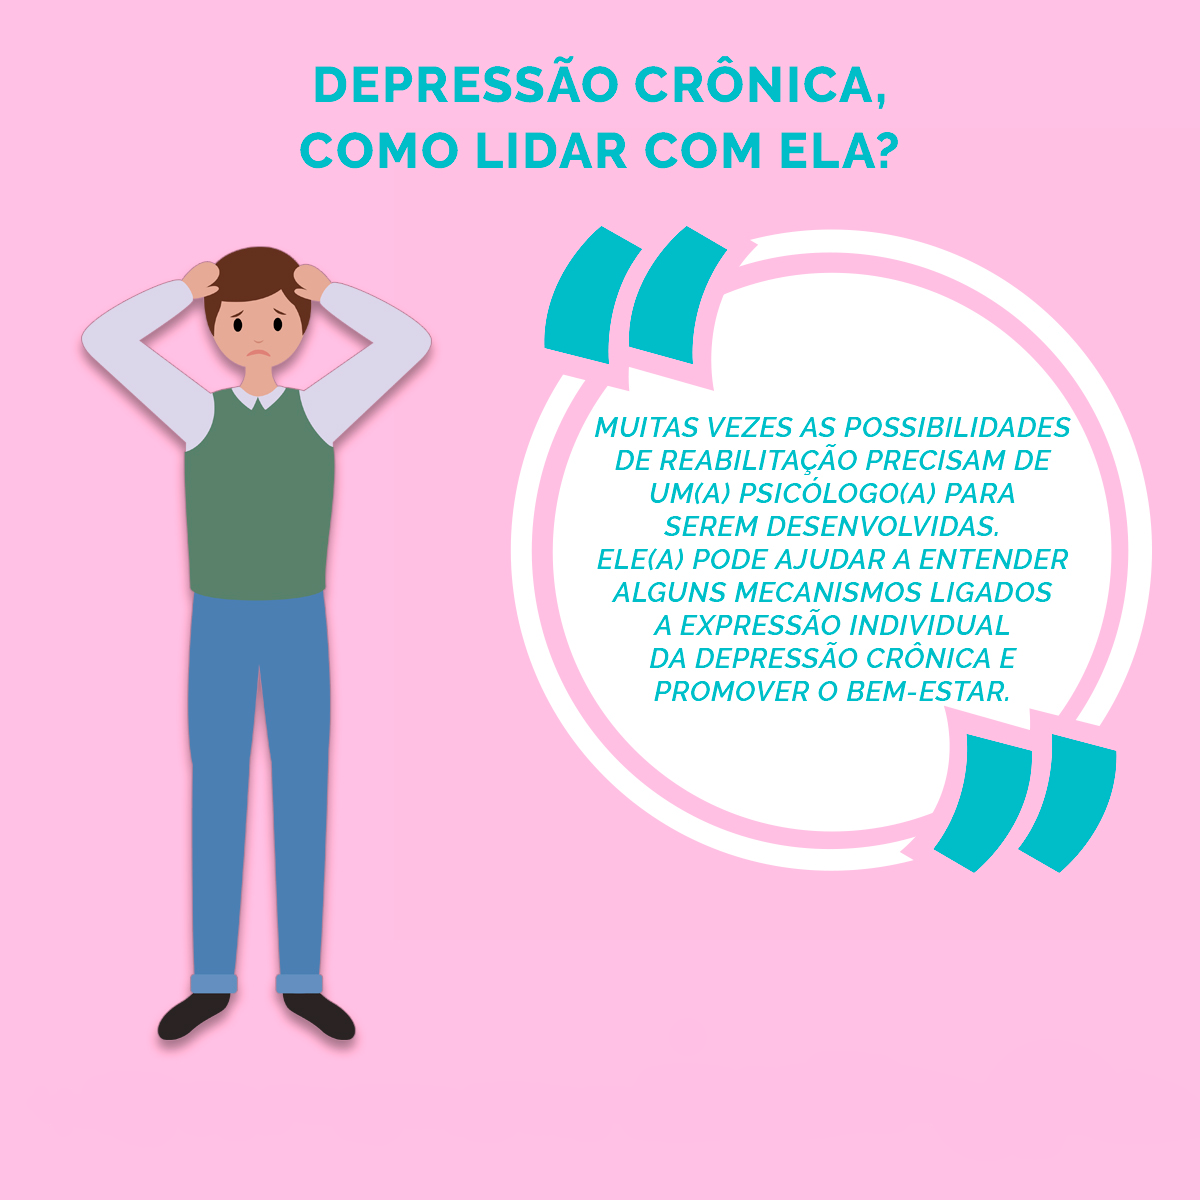 DEPRESSÃO CRÔNICA,
COMO LIDAR COM ELA?
MUITAS VEZES AS POSSIBILIDADES
DE REABILITAÇÃO PRECISAM DE
UM(A) PSICÓLOGO(A) PARA
SEREM DESENVOLVIDAS.
ELE(A) PODE AJUDAR A ENTENDER
ALGUNS MECANISMOS LIGADOS
A EXPRESSÃO INDIVIDUAL
DA DEPRESSÃO CRÔNICA E
PROMOVER O BEM-ESTAR.